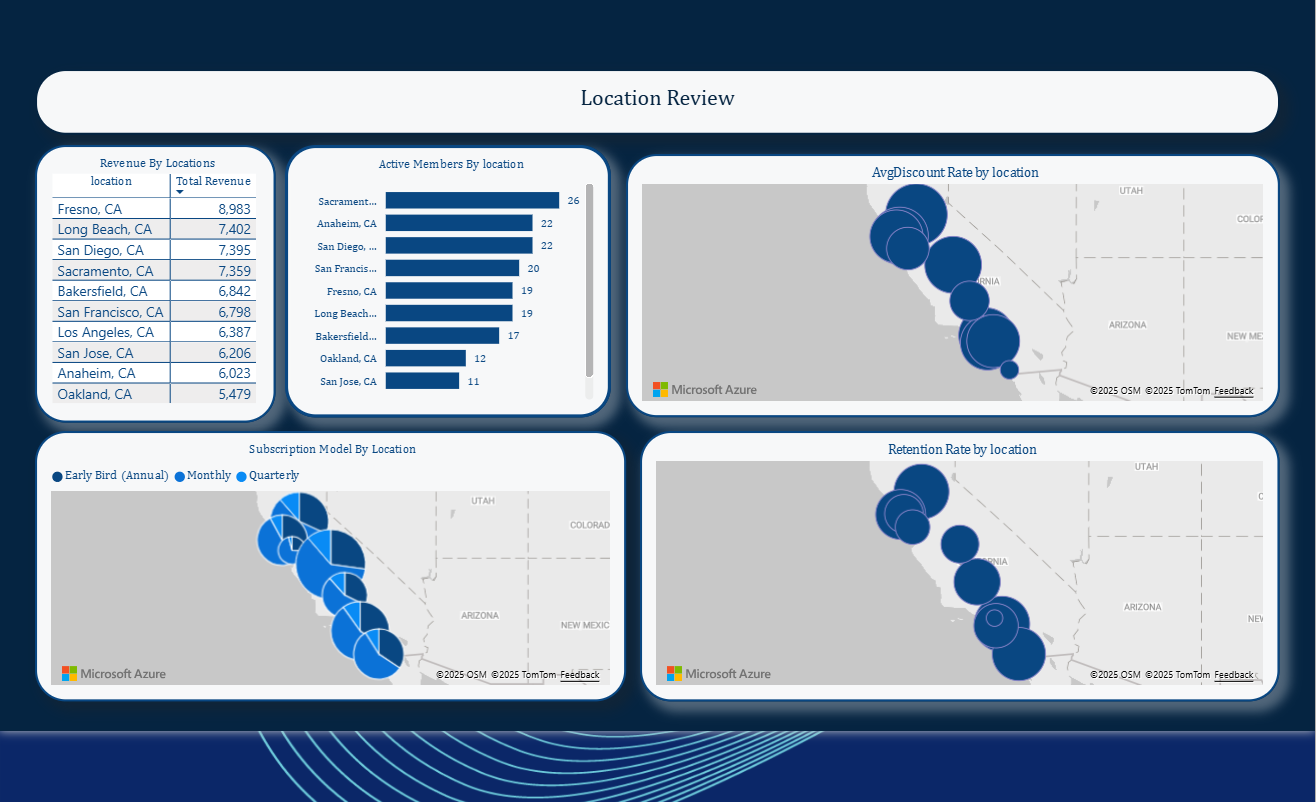 Location Review
Revenue By Locations
location Total Revenue
Fresno, CA 8,983
Long Beach, CA 7,402
San Diego, CA 7,395
Sacramento, CA 7,359
Bakersfield, CA 6,842
San Francisco, CA 6,798
Los Angeles, CA 6,387
San Jose, CA 6,206
Anaheim, CA 6,023
Oakland, CA 5,479
Active Members By location
Sacrament... 26
Anaheim, CA 22
San Diego, ... 22
San Francis... 20
Fresno, CA 19
Long Beach... 19
Bakersfield... 17
Oakland, CA 12
San Jose, CA 11
AvgDiscount Rate by location
UTAH
COLOR
RNIA
ARIZONA
NEW ME
Microsoft Azure
©2025 OSM ©2025 TomTom Feedback
Subscription Model By Location
Early Bird (Annual) Monthly Quarterly
UTAH
COLORAD
ARIZONA
NEW MEXIC
Microsoft Azure
©2025 OSM ©2025 TomTom Feedback
Retention Rate by location
UTAH
C
RNIA
ARIZONA
NEW
Microsoft Azure
©2025 OSM ©2025 TomTom Feedback